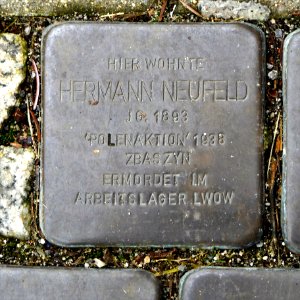 HIER WOHNTE
HERMANN NEUFELD
JG. 1893
'POLENAKTION' 1938
ZBASZYN
ERMORDET IM
ARBEITSLAGER LWOW